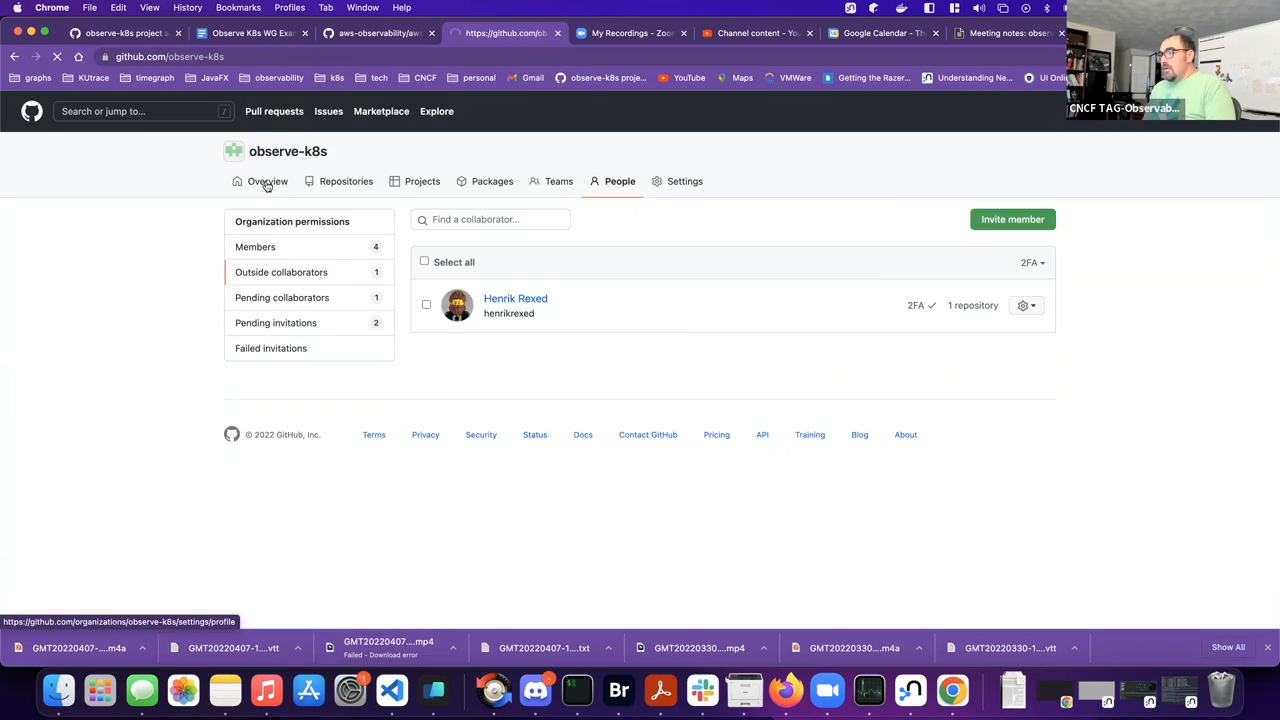 Chrome File Edit View History Bookmarks Profiles Tab Window Help
observe-k8s project a
Observe K8s WG Exa
aws-observability/aws
https://github.com/ob
My Recordings - Zoo
Channel content - You
Google Calendar - Th
Meeting notes: observ
github.com/observe-k8s
graphs KUtrace timegraph JavaFX observability k8s tech CNCF personal Gmail observe-k8s proje... YouTube Maps VMWare Getting the Razer... Understanding Ne... UI Onli
CNCF TAG-Observab...
Search or jump to... / Pull requests Issues Marketplace Explore
observe-k8s
Overview Repositories Projects Packages Teams People Settings
Organization permissions
Members 4
Outside collaborators 1
Pending collaborators 1
Pending invitations 2
Failed invitations
Find a collaborator...
Invite member
Select all 2FA
Henrik Rexed
henrikrexed
2FA 1 repository
© 2022 GitHub, Inc. Terms Privacy Security Status Docs Contact GitHub Pricing API Training Blog About
https://github.com/organizations/observe-k8s/settings/profile
GMT20220407-....m4a
GMT20220407-1....vtt
GMT20220407....mp4
Failed - Download error
GMT20220407-1....txt
GMT20220330....mp4
GMT20220330....m4a
GMT20220330-1....vtt
Show All
1
Br